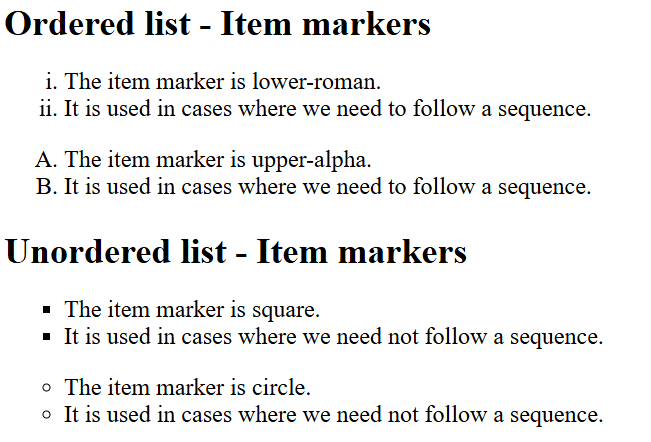 Ordered list - Item markers
i. The item marker is lower-roman.
ii. It is used in cases where we need to follow a sequence.
A. The item marker is upper-alpha.
B. It is used in cases where we need to follow a sequence.
Unordered list - Item markers
▪ The item marker is square.
▪ It is used in cases where we need not follow a sequence.
○ The item marker is circle.
○ It is used in cases where we need not follow a sequence.